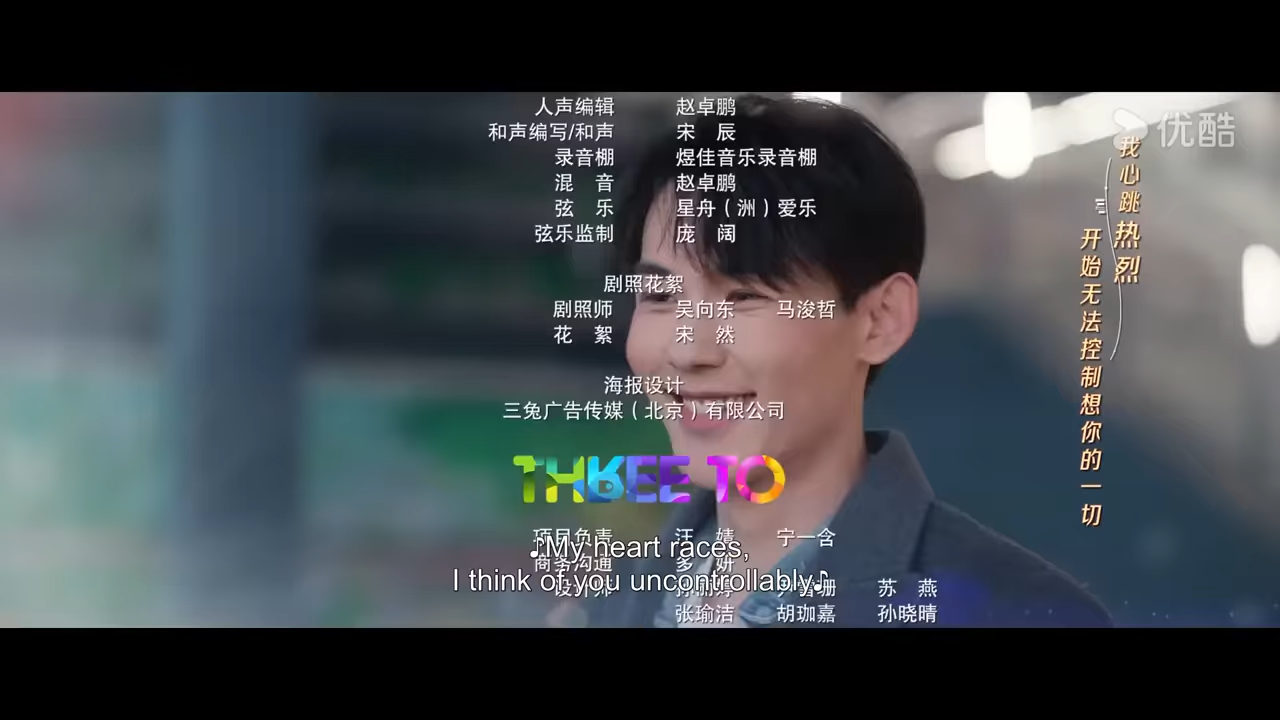 人声编辑 赵卓鹏
和声编写/和声 宋 辰
录音棚 煜佳音乐录音棚
混 音 赵卓鹏
弦 乐 星舟（洲）爱乐
弦乐监制 庞 阔
剧照花絮
剧照师 吴向东 马浚哲
花 絮 宋 然
海报设计
三兔广告传媒（北京）有限公司
THREE TO
项目负责 汪 婧 宁一含
商务沟通 妍
苏 燕
张瑜洁 胡珈嘉 孙晓晴
♪My heart races,
I think of you uncontrollably♪
优酷
我心跳热烈
开始无法控制想你的一切